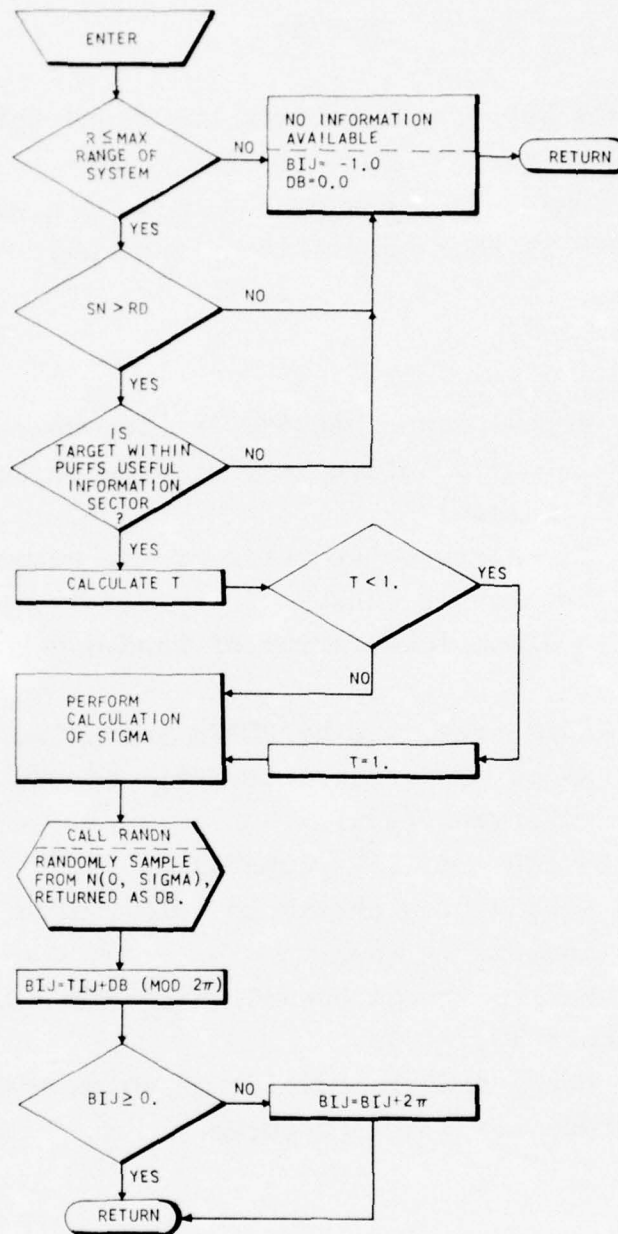 ENTER
R ≤ MAX
RANGE OF
SYSTEM
NO
NO INFORMATION
AVAILABLE
BIJ= -1.0
DB=0.0
RETURN
YES
SN > RD
NO
YES
IS
TARGET WITHIN
PUFFS USEFUL
INFORMATION
SECTOR
?
NO
YES
CALCULATE T
T < 1.
YES
NO
PERFORM
CALCULATION
OF SIGMA
T=1.
CALL RANDN
RANDOMLY SAMPLE
FROM N(0, SIGMA),
RETURNED AS DB.
BIJ=TIJ+DB (MOD 2π)
BIJ ≥ 0.
NO
BIJ=BIJ+2π
YES
RETURN